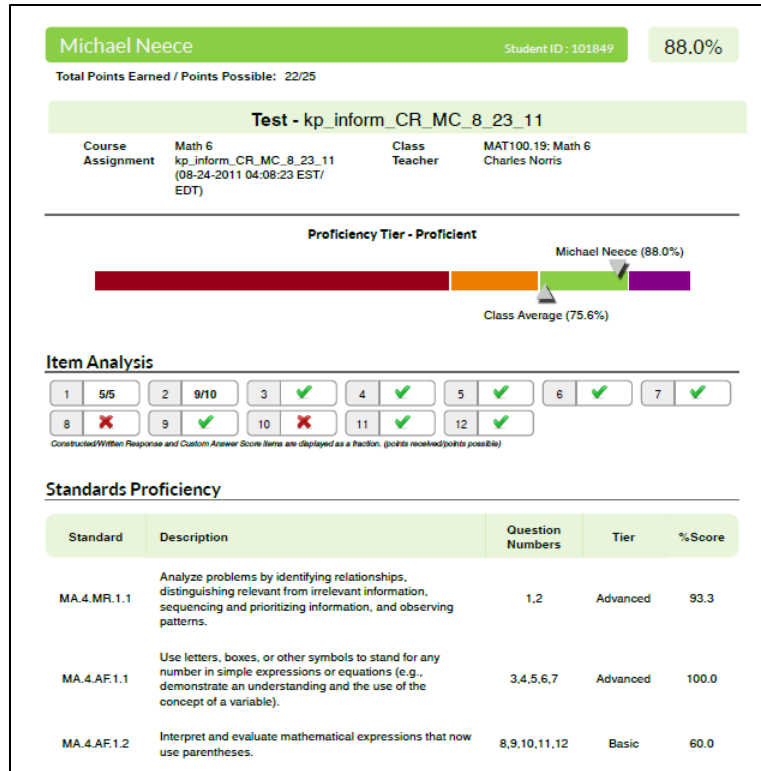 Michael Neece Student ID : 101849 88.0%
Total Points Earned / Points Possible: 22/25
Test - kp_inform_CR_MC_8_23_11
Course Math 6 Class MAT100.19: Math 6
Assignment kp_inform_CR_MC_8_23_11 Teacher Charles Norris
(08-24-2011 04:08:23 EST/
EDT)
Proficiency Tier - Proficient
Michael Neece (88.0%)
Class Average (75.6%)
Item Analysis
1 5/5 2 9/10 3 4 5 6 7
8 9 10 11 12
Constructed/Written Response and Custom Answer Score Items are displayed as a fraction. (points received/points possible)
Standards Proficiency
Standard Description Question Numbers Tier %Score
MA.4.MR.1.1 Analyze problems by identifying relationships,
distinguishing relevant from irrelevant information,
sequencing and prioritizing information, and observing
patterns. 1,2 Advanced 93.3
MA.4.AF.1.1 Use letters, boxes, or other symbols to stand for any
number in simple expressions or equations (e.g.,
demonstrate an understanding and the use of the
concept of a variable). 3,4,5,6,7 Advanced 100.0
MA.4.AF.1.2 Interpret and evaluate mathematical expressions that now
use parentheses. 8,9,10,11,12 Basic 60.0